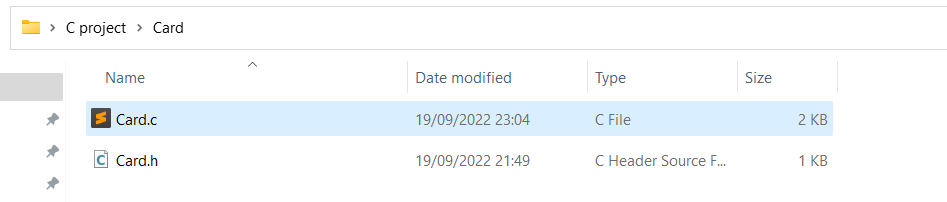 C project > Card
Name Date modified Type Size
Card.c 19/09/2022 23:04 C File 2 KB
Card.h 19/09/2022 21:49 C Header Source F... 1 KB